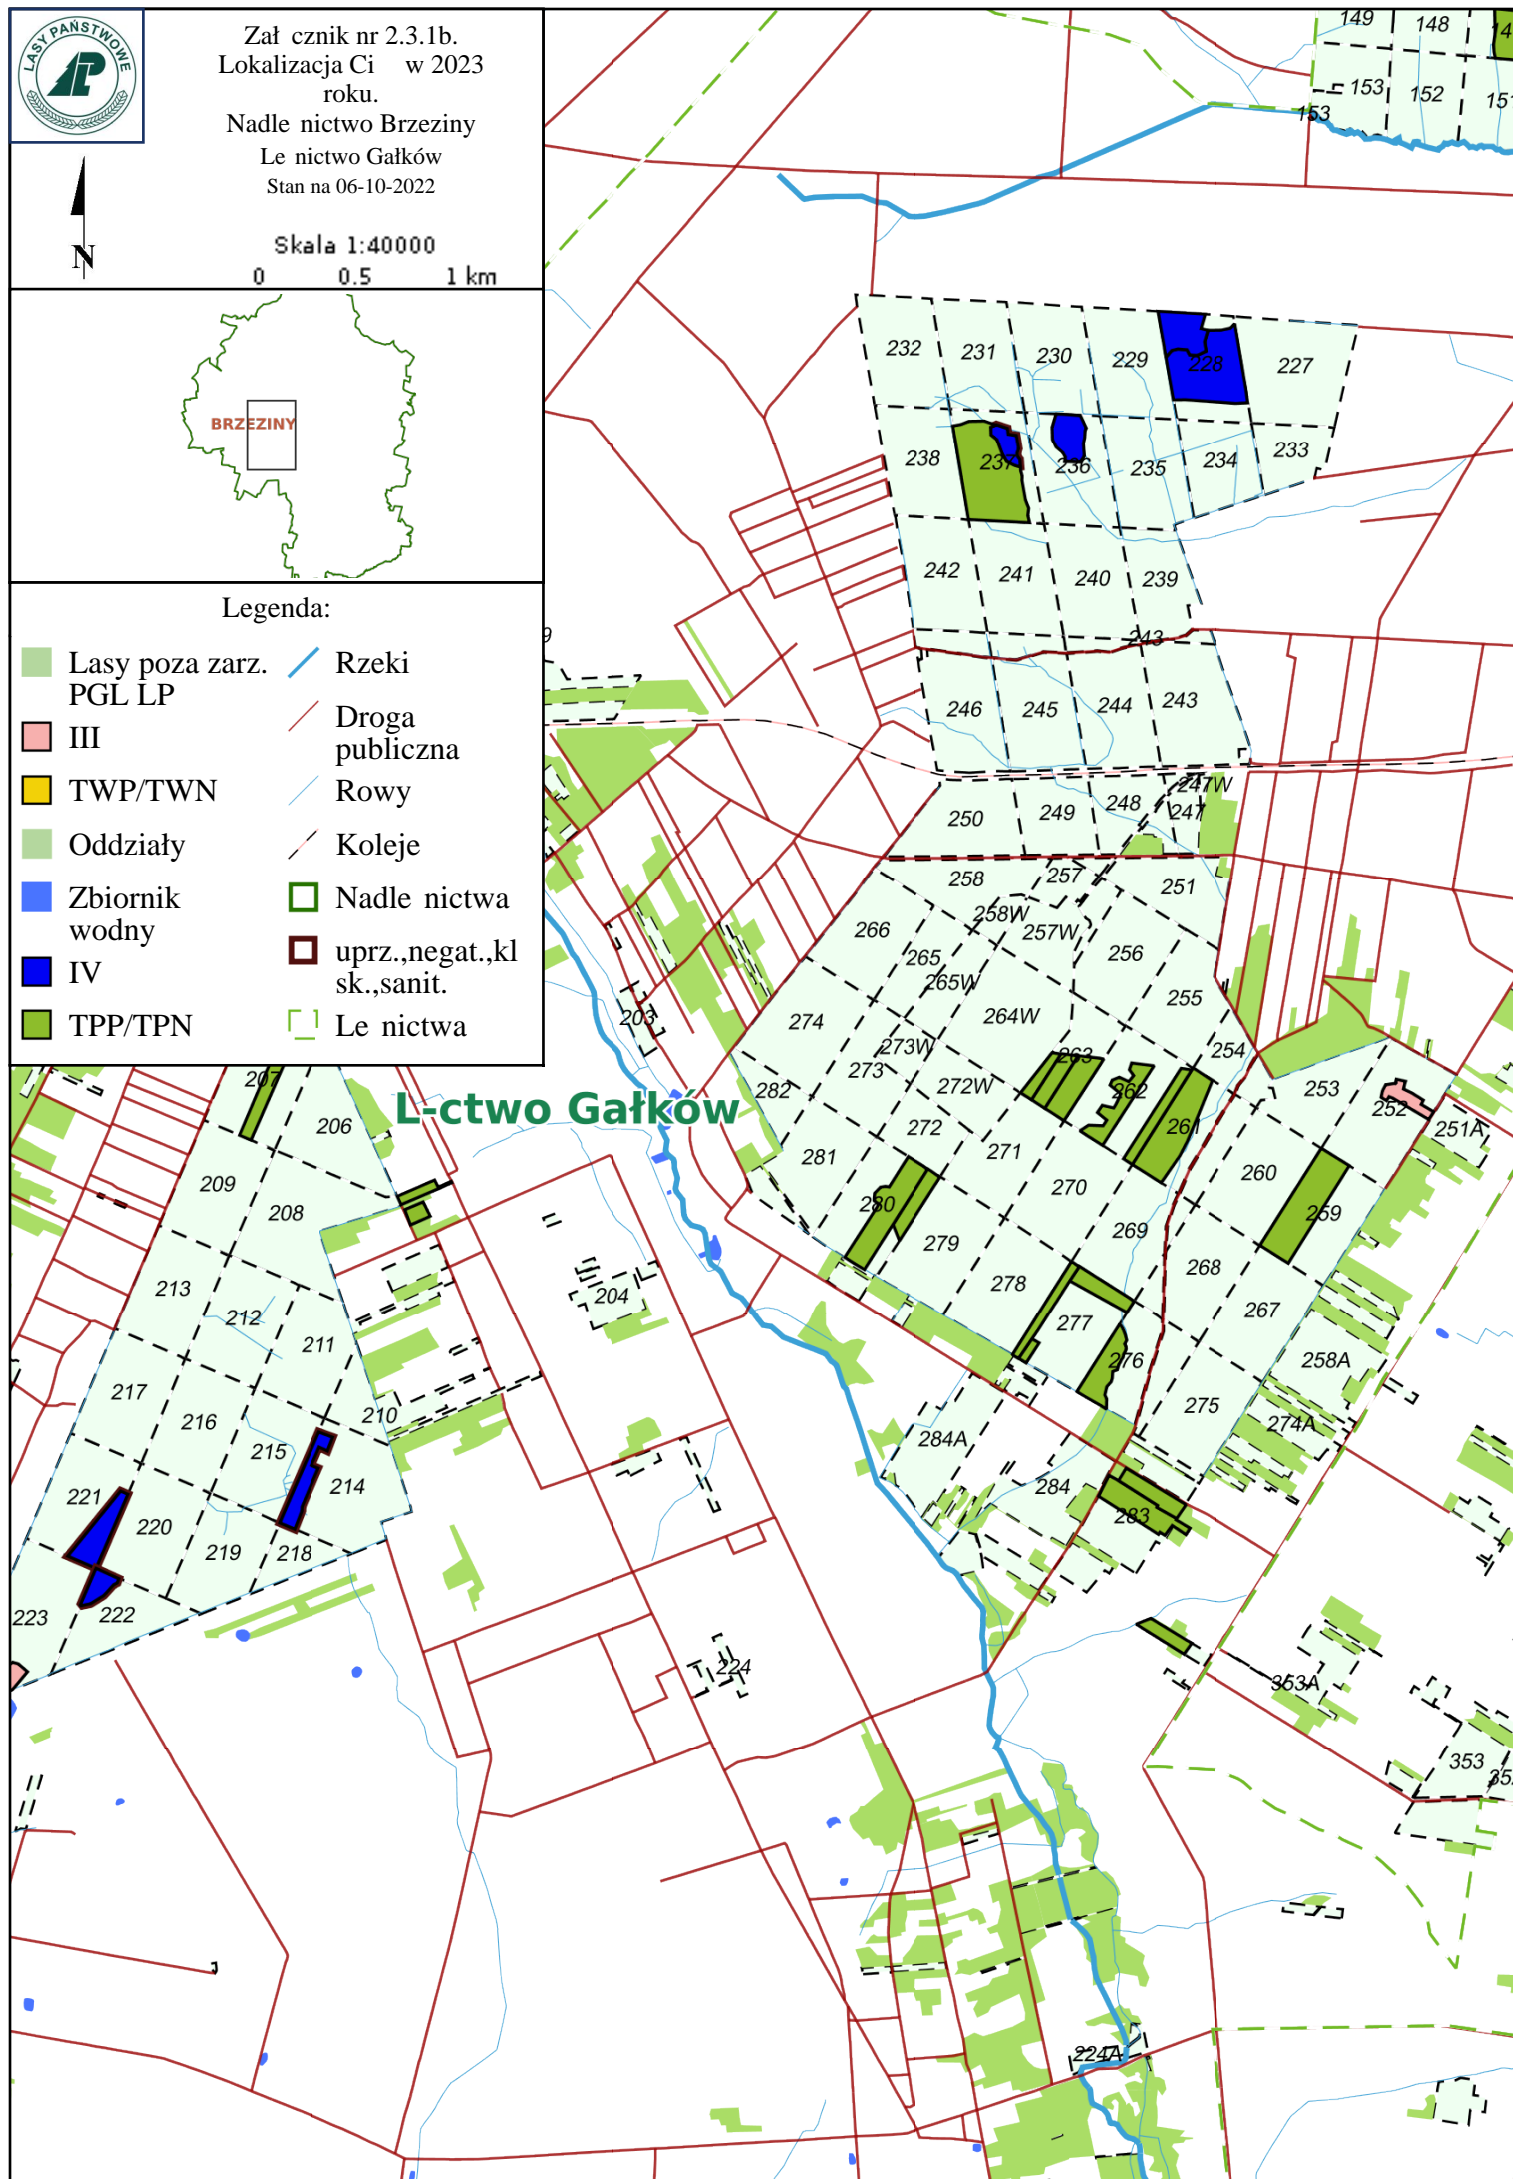 LASY PAŃSTWOWE
LP
Zał cznik nr 2.3.1b.
Lokalizacja Ci w 2023
roku.
Nadle nictwo Brzeziny
Le nictwo Gałków
Stan na 06-10-2022
N
Skala 1:40000
0 0.5 1 km
BRZEZINY
Legenda:
Lasy poza zarz.
PGL LP
III
TWP/TWN
Oddziały
Zbiornik
wodny
IV
TPP/TPN
Rzeki
Droga
publiczna
Rowy
Koleje
Nadle nictwa
uprz.,negat.,kl
sk.,sanit.
Le nictwa
149 148
153 152 151
153
232 231 230 229 228 227
238 237 236 235 234 233
242 241 240 239
243
246 245 244 243
247W
250 249 248 247
258 257 251
258W
266 257W
265 256
265W
274 264W 255
203
273W 263 254
282 273 272W 262 253
252
207
L-ctwo Gałków
206 272 261 251A
281 271 260
209 270
208 280 259
279 269
213 278 268
212 204 267
211 277
217 276 258A
216 210 275
215 284A 274A
221 214 284
220 283
219 218
223 222
224
353A
353
224A